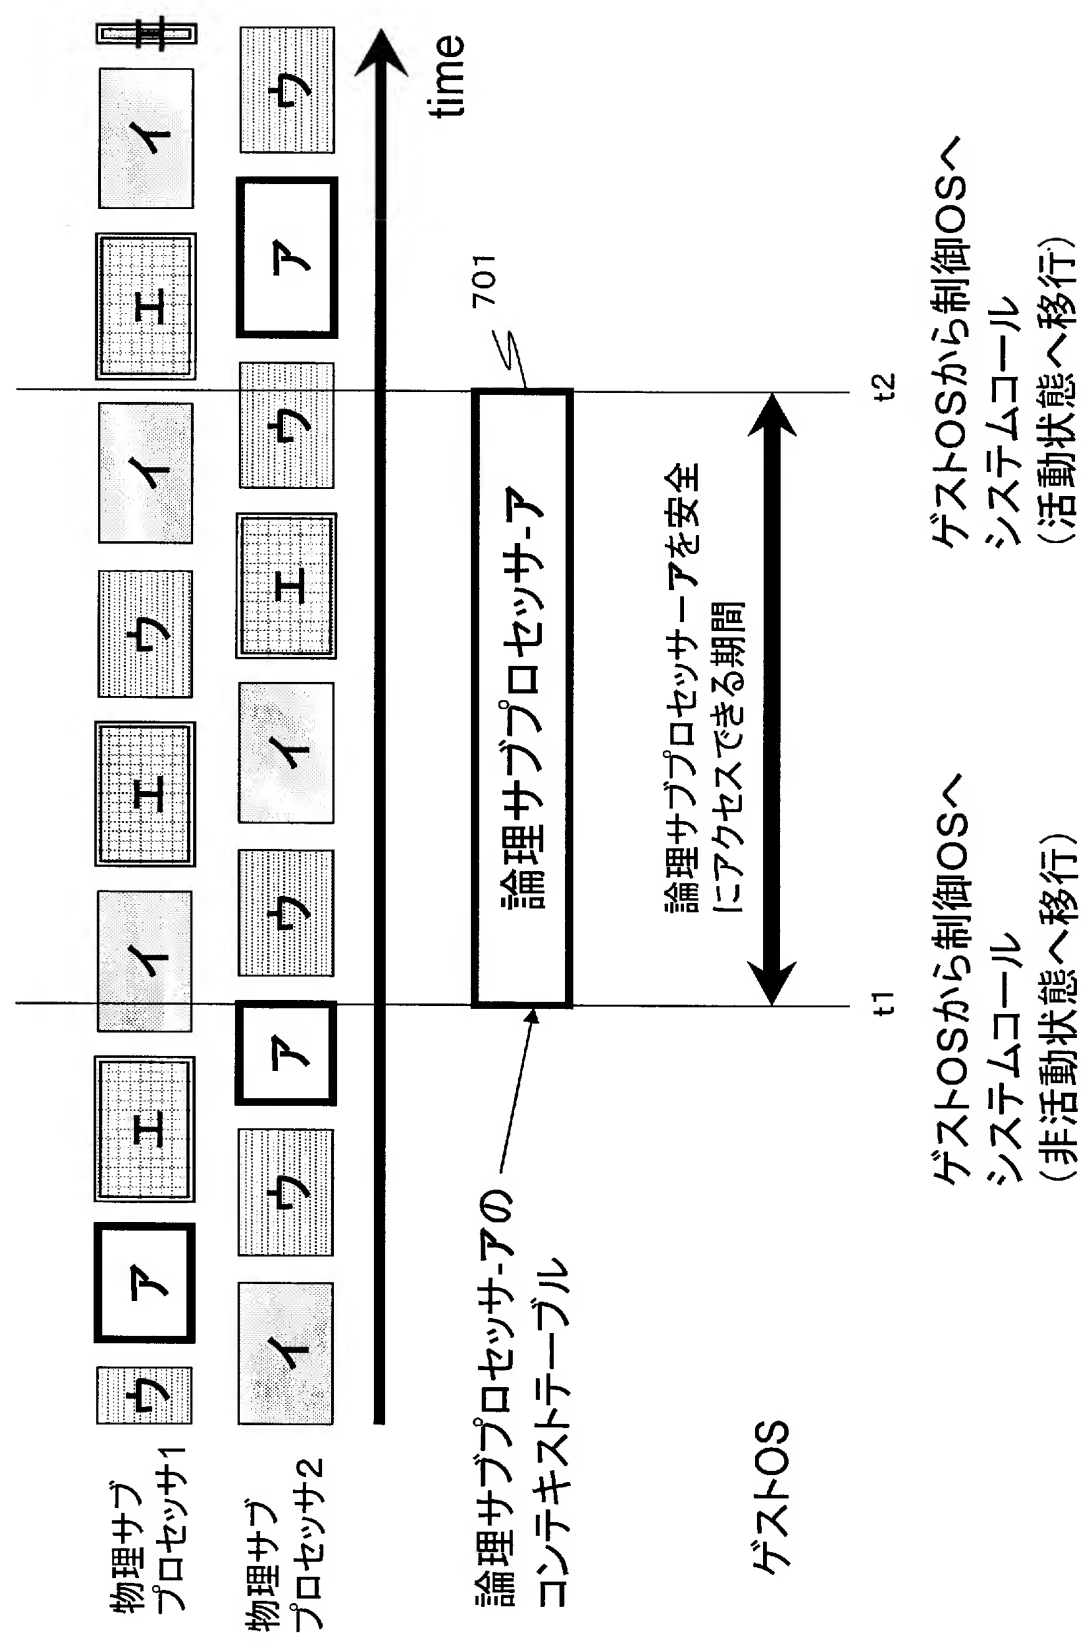 物理サブ
プロセッサ1
ウ
ア
エ
イ
エ
ウ
イ
エ
イ
エ
物理サブ
プロセッサ2
イ
ウ
ア
ウ
イ
エ
ウ
ア
ウ
time
論理サブプロセッサ-アの
コンテキストテーブル
論理サブプロセッサ-ア
701
ゲストOS
論理サブプロセッサーアを安全
にアクセスできる期間
t1
t2
ゲストOSから制御OSへ
システムコール
(非活動状態へ移行)
ゲストOSから制御OSへ
システムコール
(活動状態へ移行)